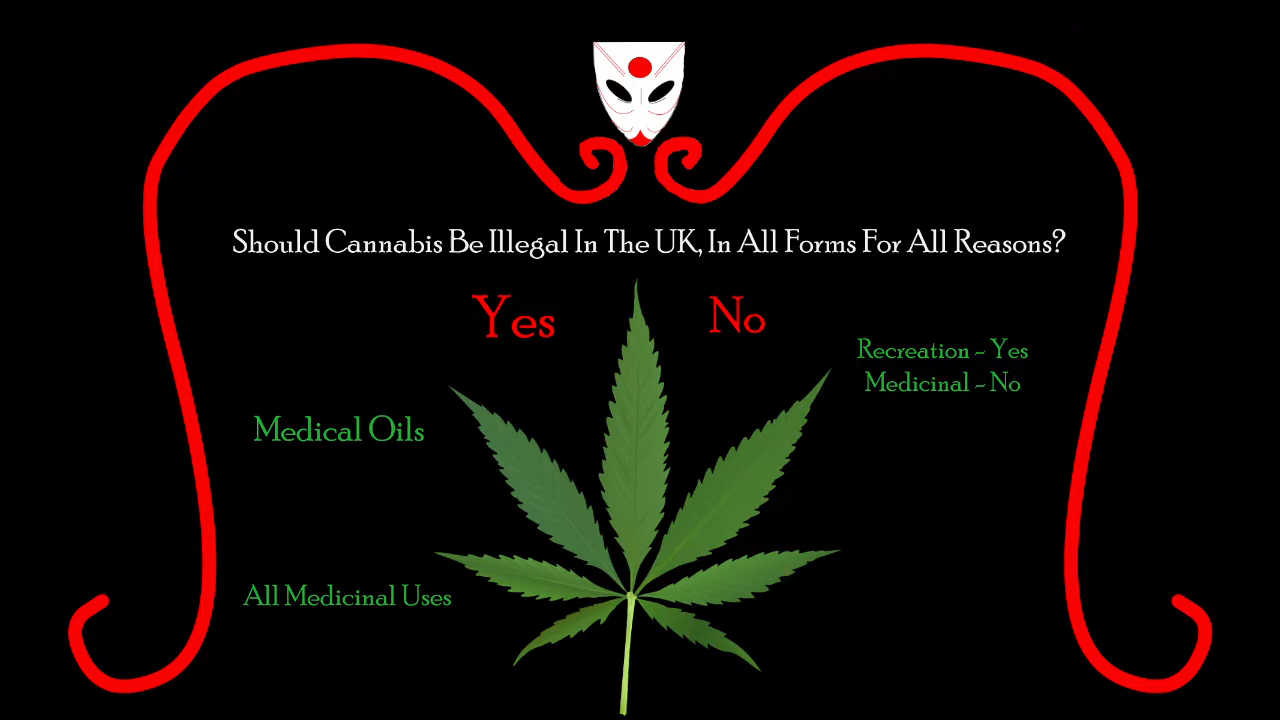 Should Cannabis Be Illegal In The UK, In All Forms For All Reasons?
Yes
No
Recreation - Yes
Medicinal - No
Medical Oils
All Medicinal Uses